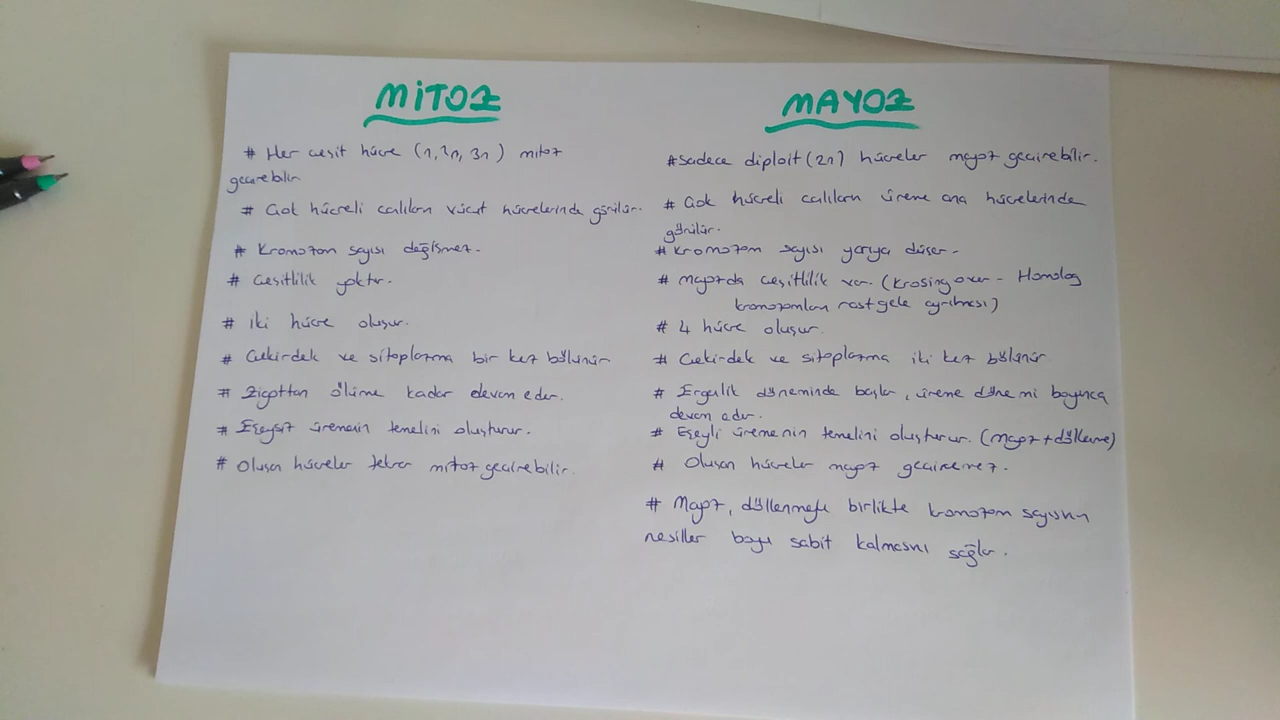 MİTOZ
# Her çeşit hücre (n, 2n, 3n) mitoz
geçirebilir.
# Çok hücreli canlıların vücut hücrelerinde görülür.
# Kromozom sayısı değişmez.
# Çeşitlilik yoktur.
# iki hücre oluşur.
# Çekirdek ve sitoplazma bir kez bölünür
# Zigottan ölüme kadar devam eder.
# Eşeysiz üremenin temelini oluşturur.
# Oluşan hücreler tekrar mitoz geçirebilir.
MAYOZ
# Sadece diploit (2n) hücreler mayoz geçirebilir.
# Çok hücreli canlıların üreme ana hücrelerinde
görülür.
# Kromozom sayısı yarıya düşer.
# Mayozda çeşitlilik var. (Krosing over - Homolog
kromozomların rastgele ayrılması)
# 4 hücre oluşur.
# Çekirdek ve sitoplazma iki kez bölünür
# Ergenlik döneminde başlar, üreme dönemi boyunca
devam eder.
# Eşeyli üremenin temelini oluşturur. (Mayoz + döllenme)
# Oluşan hücreler mayoz geçiremez.
# Mayoz, döllenmeyle birlikte kromozom sayısının
nesiller boyu sabit kalmasını sağlar.